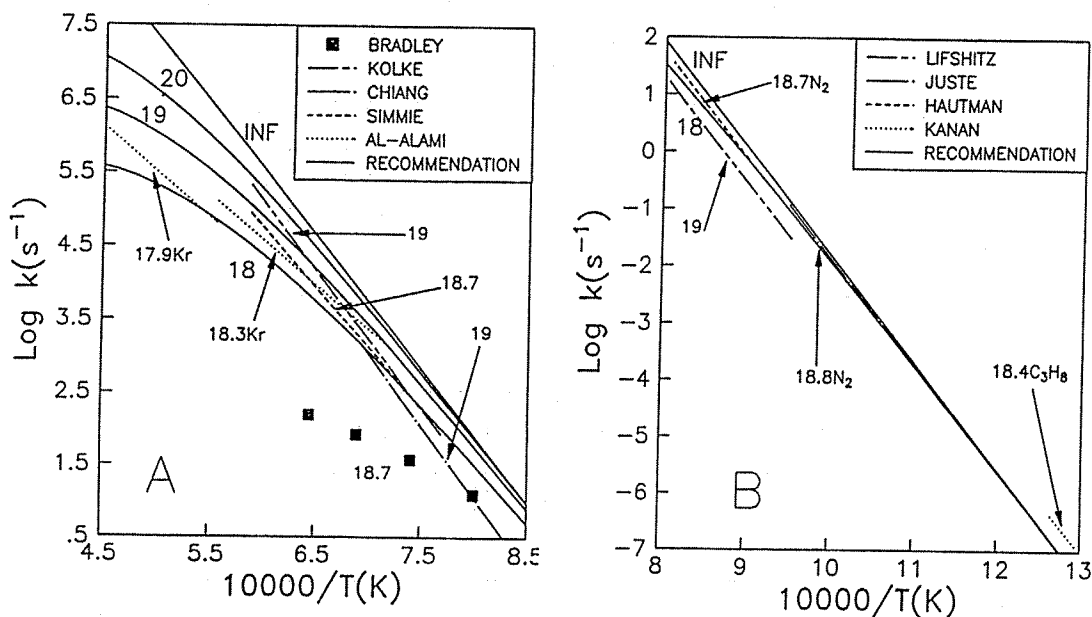 7.5
6.5
5.5
4.5
3.5
2.5
1.5
.5
Log k(s⁻¹)
4.5 5.5 6.5 7.5 8.5
10000/T(K)
BRADLEY
KOLKE
CHIANG
SIMMIE
AL-ALAMI
RECOMMENDATION
20
19
INF
18
17.9Kr
18.3Kr
19
18.7
19
18.7
A
2
1
0
-1
-2
-3
-4
-5
-6
-7
Log k(s⁻¹)
8 9 10 11 12 13
10000/T(K)
LIFSHITZ
JUSTE
HAUTMAN
KANAN
RECOMMENDATION
INF
18.7N₂
18
19
18.8N₂
18.4C₃H₈
B